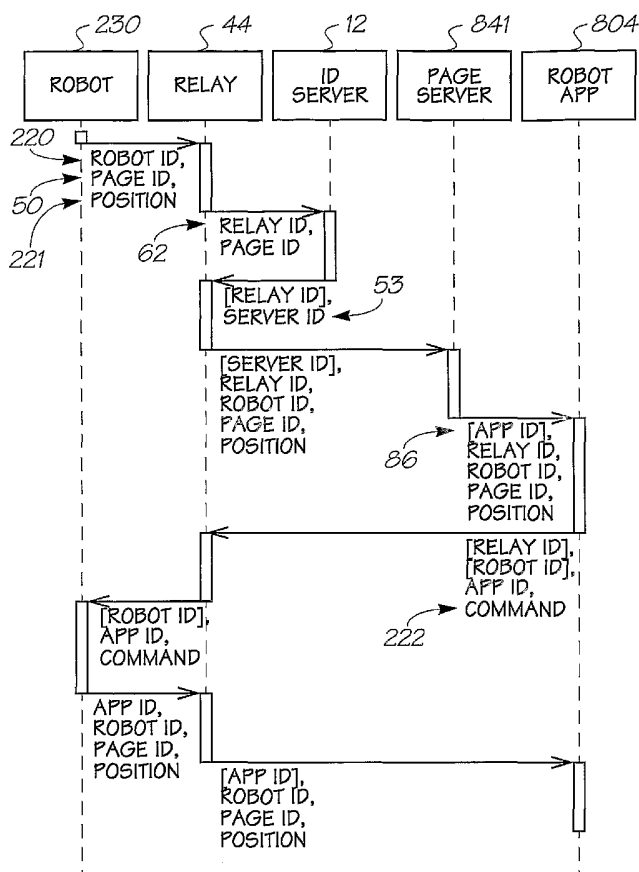 230
44
12
841
804
ROBOT
RELAY
ID
SERVER
PAGE
SERVER
ROBOT
APP
220
50
221
ROBOT ID,
PAGE ID,
POSITION
62
RELAY ID,
PAGE ID
[RELAY ID],
SERVER ID
53
[SERVER ID],
RELAY ID,
ROBOT ID,
PAGE ID,
POSITION
86
[APP ID],
RELAY ID,
ROBOT ID,
PAGE ID,
POSITION
[RELAY ID],
[ROBOT ID],
APP ID,
COMMAND
222
[ROBOT ID],
APP ID,
COMMAND
APP ID,
ROBOT ID,
PAGE ID,
POSITION
[APP ID],
ROBOT ID,
PAGE ID,
POSITION